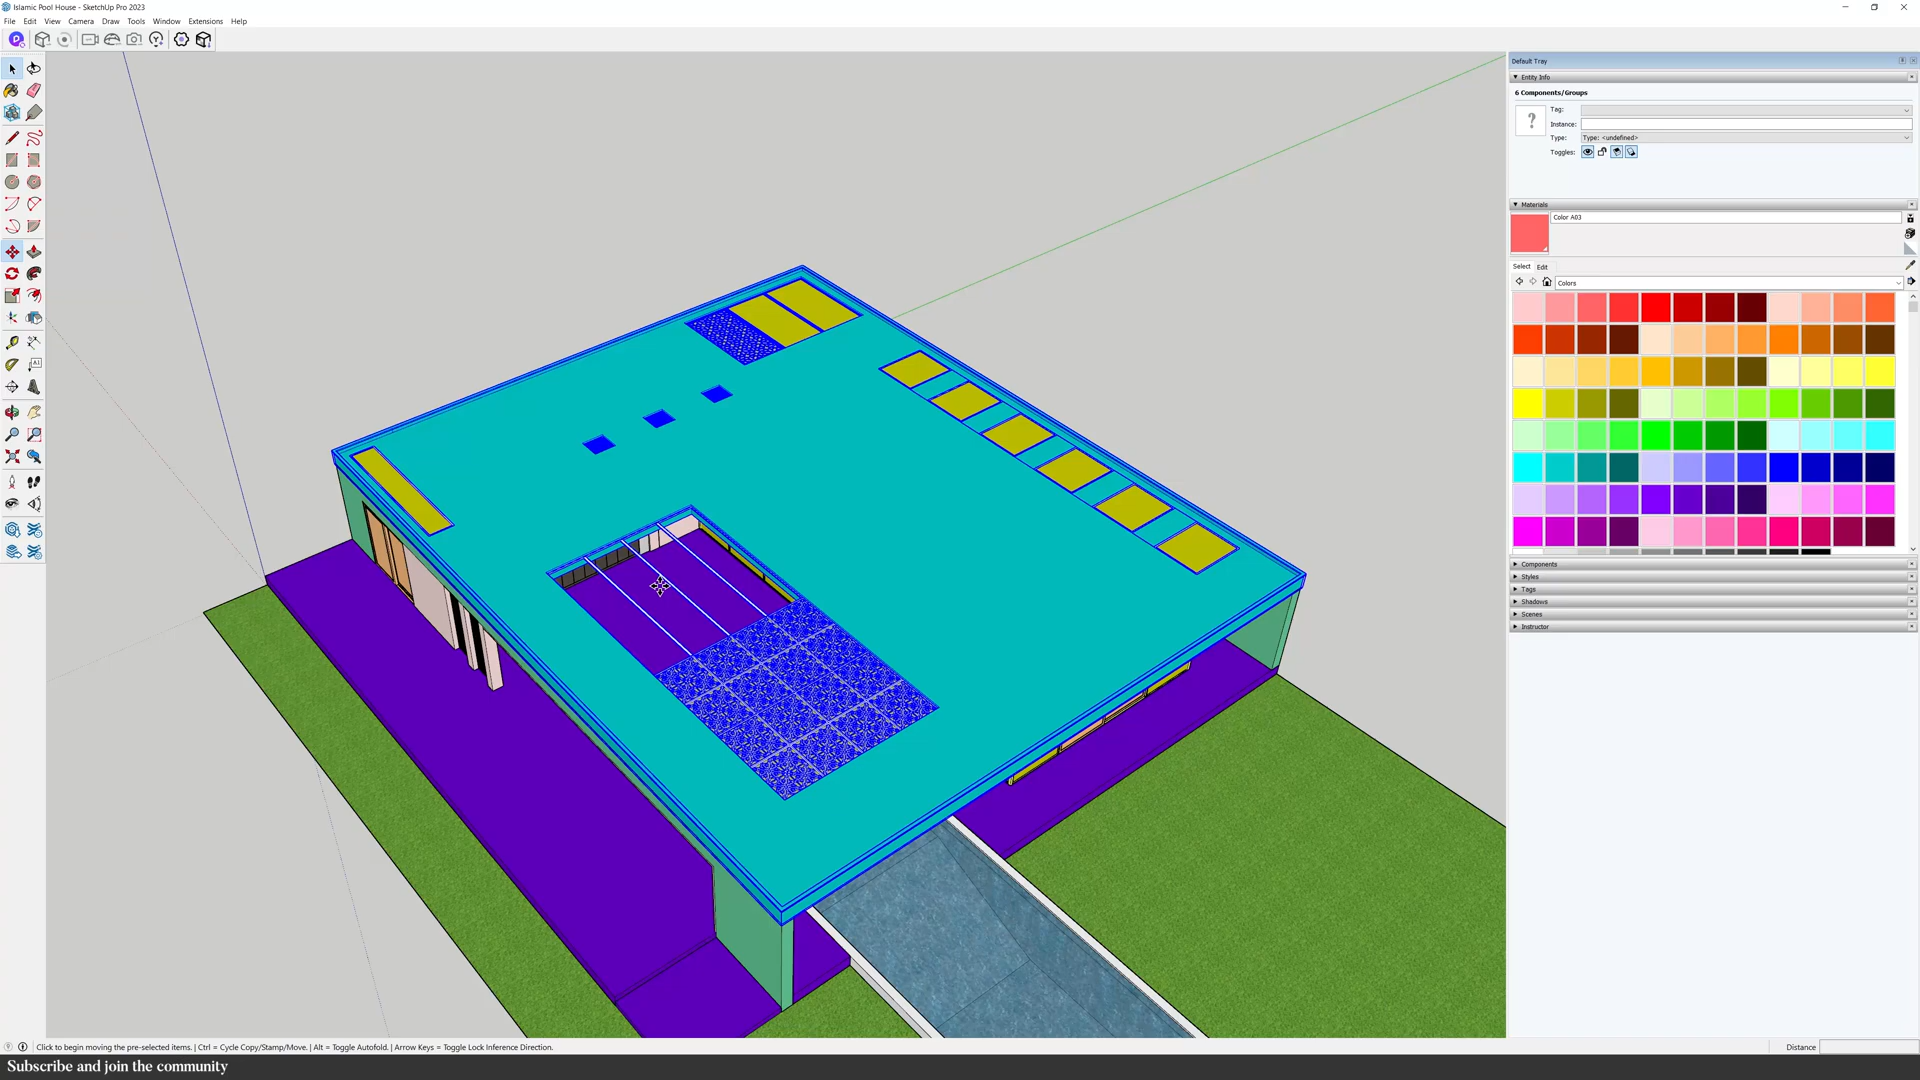 Islamic Pool House - SketchUp Pro 2023
File Edit View Camera Draw Tools Window Extensions Help
Default Tray
Entity Info
6 Components/Groups
Tag:
Instance:
Type: Type: <undefined>
Toggles:
Materials
Color A03
Select Edit
Colors
Components
Styles
Tags
Shadows
Scenes
Instructor
Click to begin moving the pre-selected items. | Ctrl = Cycle Copy/Stamp/Move. | Alt = Toggle Autofold. | Arrow Keys = Toggle Lock Inference Direction.
Distance
Subscribe and join the community